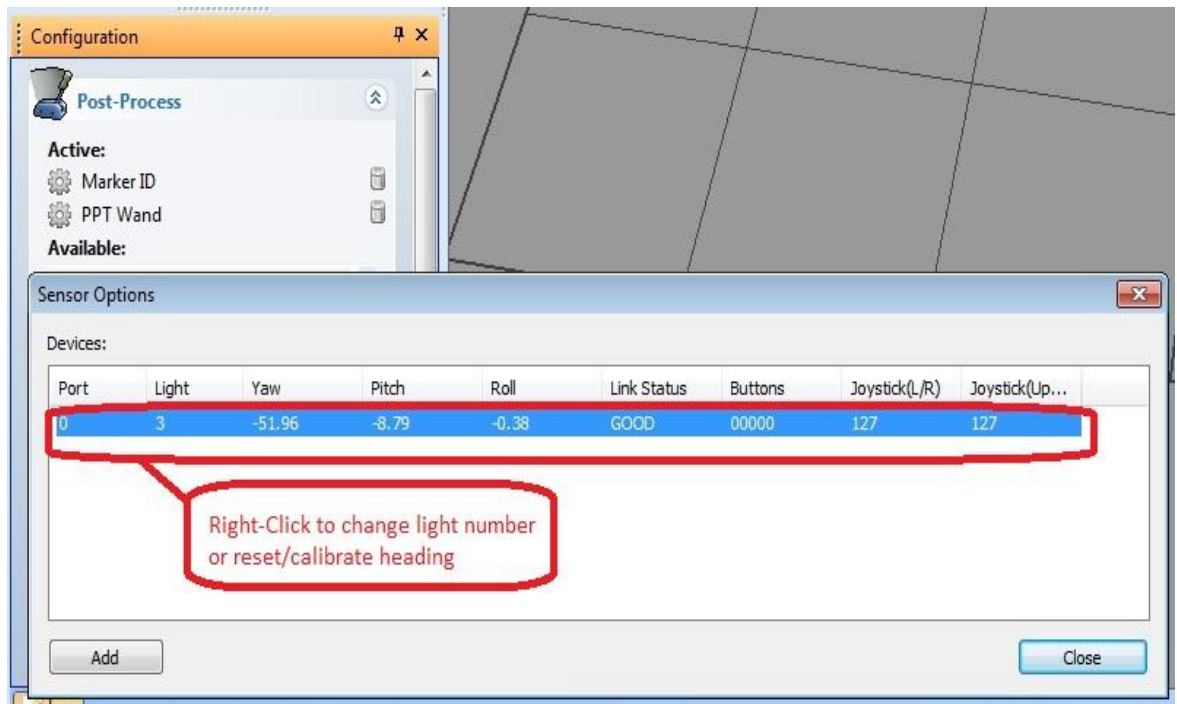 Configuration
Post-Process
Active:
Marker ID
PPT Wand
Available:
Sensor Options
Devices:
Port Light Yaw Pitch Roll Link Status Buttons Joystick(L/R) Joystick(Up...
0 3 -51.96 -8.79 -0.38 GOOD 00000 127 127
Right-Click to change light number
or reset/calibrate heading
Add Close